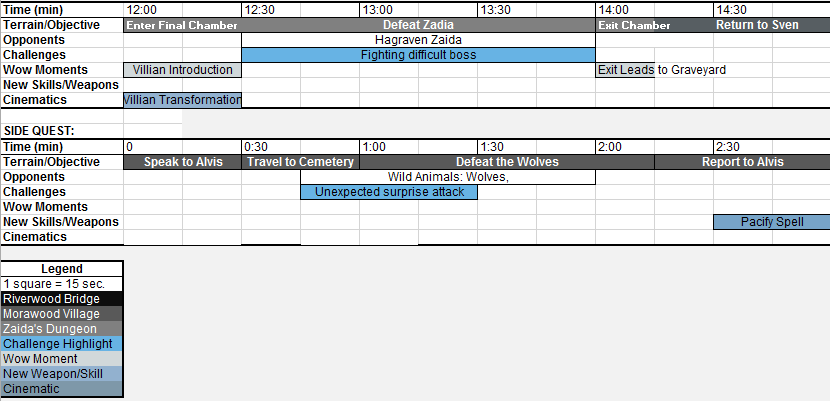 Time (min) 12:00 12:30 13:00 13:30 14:00 14:30
Terrain/Objective Enter Final Chamber Defeat Zadia Exit Chamber Return to Sven
Opponents Hagraven Zaida
Challenges Fighting difficult boss
Wow Moments Villian Introduction Exit Leads to Graveyard
New Skills/Weapons
Cinematics Villian Transformation
SIDE QUEST:
Time (min) 0 0:30 1:00 1:30 2:00 2:30
Terrain/Objective Speak to Alvis Travel to Cemetery Defeat the Wolves Report to Alvis
Opponents Wild Animals: Wolves,
Challenges Unexpected surprise attack
Wow Moments
New Skills/Weapons Pacify Spell
Cinematics
Legend
1 square = 15 sec.
Riverwood Bridge
Morawood Village
Zaida's Dungeon
Challenge Highlight
Wow Moment
New Weapon/Skill
Cinematic